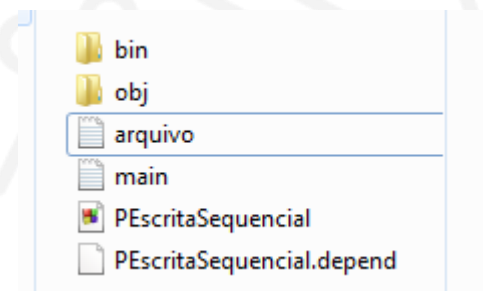 bin
obj
arquivo
main
PEscritaSequencial
PEscritaSequencial.depend